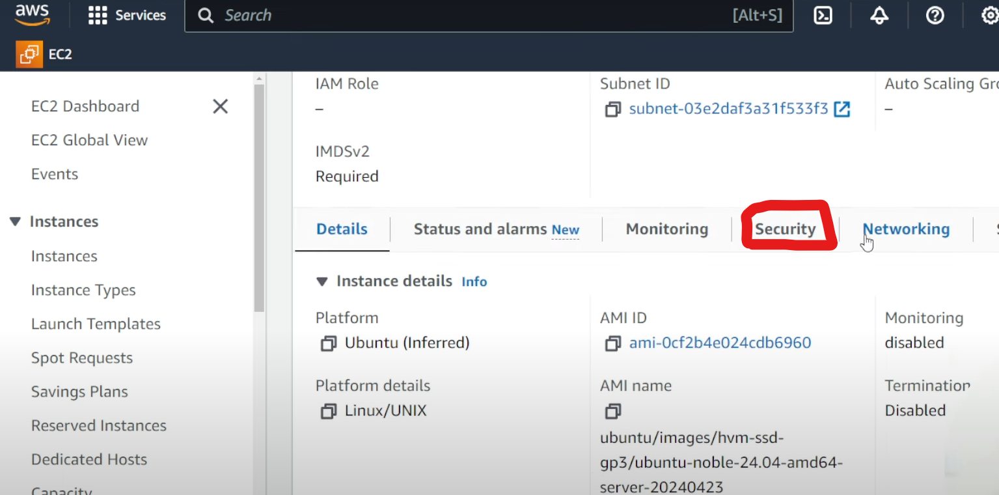 aws
Services
Search
[Alt+S]
EC2
EC2 Dashboard
EC2 Global View
Events
Instances
Instances
Instance Types
Launch Templates
Spot Requests
Savings Plans
Reserved Instances
Dedicated Hosts
Capacity
IAM Role
–
Subnet ID
subnet-03e2daf3a31f533f3
Auto Scaling Gro
–
IMDSv2
Required
Details
Status and alarms New
Monitoring
Security
Networking
Instance details Info
Platform
Ubuntu (Inferred)
AMI ID
ami-0cf2b4e024cdb6960
Monitoring
disabled
Platform details
Linux/UNIX
AMI name
ubuntu/images/hvm-ssd-
gp3/ubuntu-noble-24.04-amd64-
server-20240423
Termination
Disabled